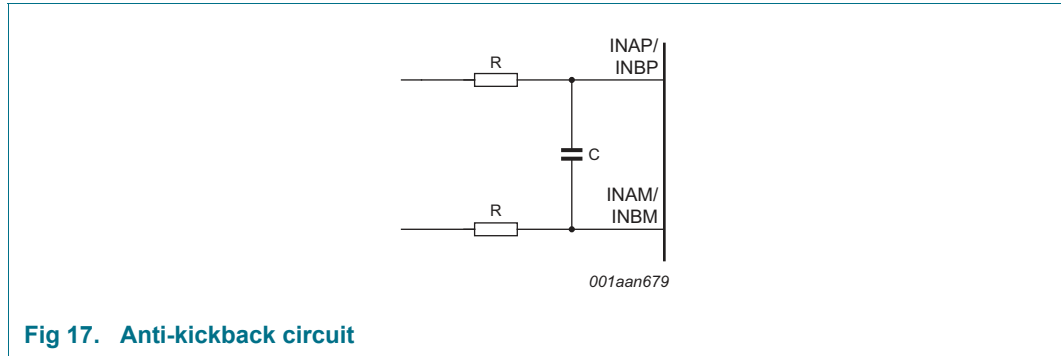 INAP/
INBP
R
C
INAM/
INBM
R
001aan679
Fig 17. Anti-kickback circuit